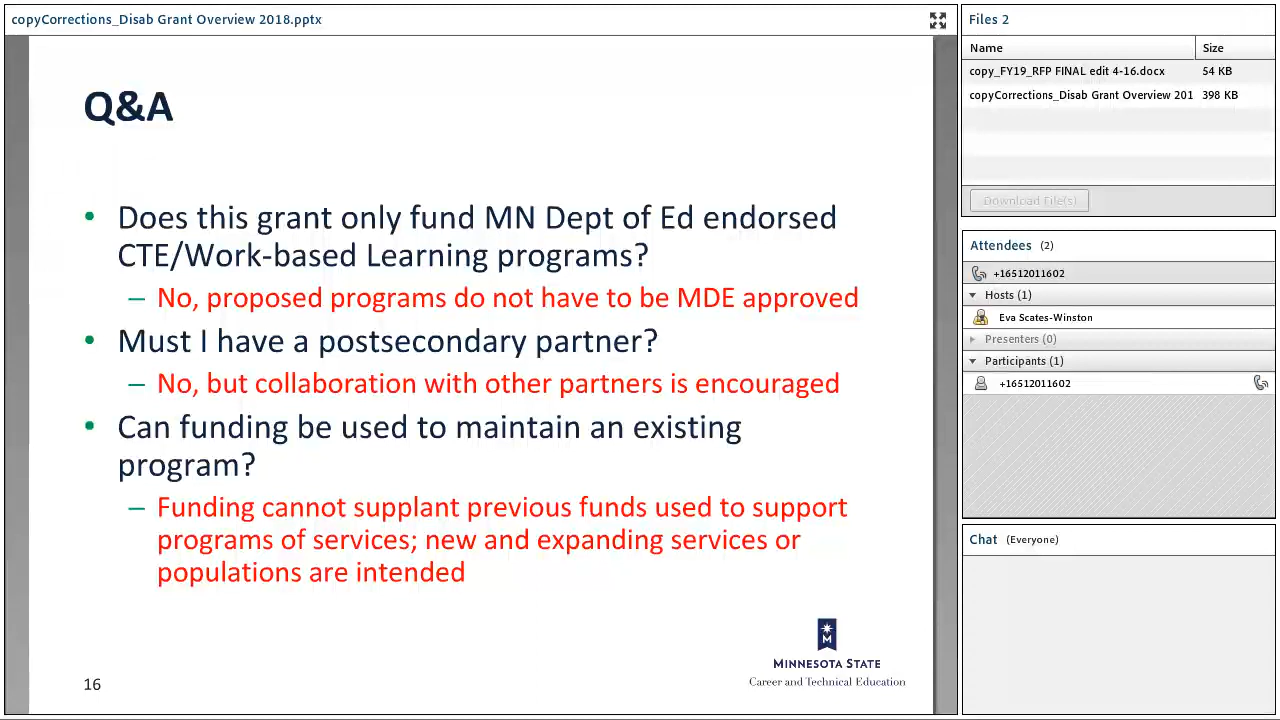 copyCorrections_Disab Grant Overview 2018.pptx
Q&A
• Does this grant only fund MN Dept of Ed endorsed
CTE/Work-based Learning programs?
– No, proposed programs do not have to be MDE approved
• Must I have a postsecondary partner?
– No, but collaboration with other partners is encouraged
• Can funding be used to maintain an existing
program?
– Funding cannot supplant previous funds used to support
programs of services; new and expanding services or
populations are intended
M
MINNESOTA STATE
Career and Technical Education
16
Files 2
Name Size
copy_FY19_RFP FINAL edit 4-16.docx 54 KB
copyCorrections_Disab Grant Overview 201 398 KB
Download File(s)
Attendees (2)
+16512011602
Hosts (1)
Eva Scates-Winston
Presenters (0)
Participants (1)
+16512011602
Chat (Everyone)